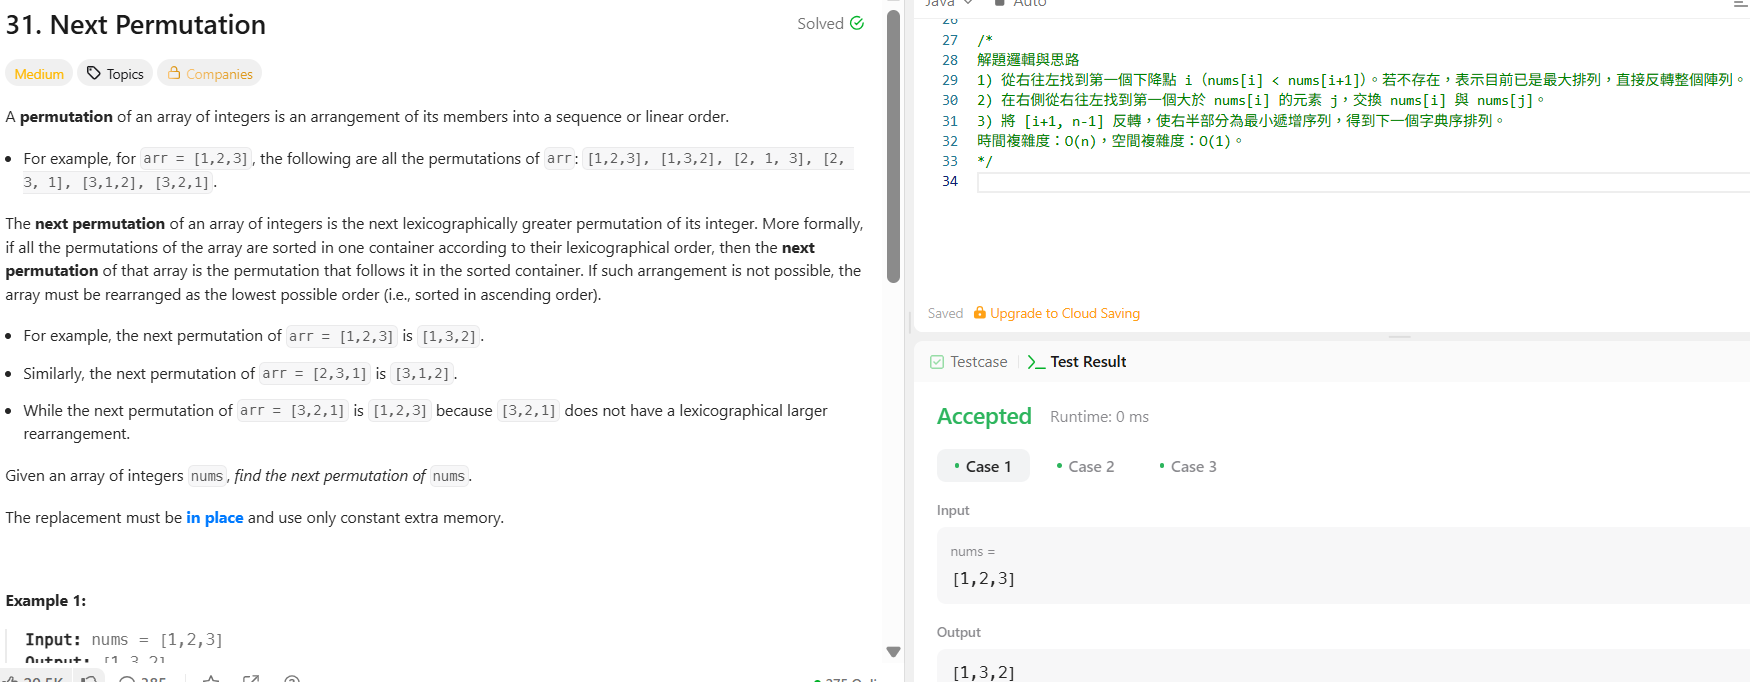 31. Next Permutation
Solved
Medium
Topics
Companies
A permutation of an array of integers is an arrangement of its members into a sequence or linear order.
For example, for arr = [1,2,3], the following are all the permutations of arr: [1,2,3], [1,3,2], [2, 1, 3], [2,
3, 1], [3,1,2], [3,2,1].
The next permutation of an array of integers is the next lexicographically greater permutation of its integer. More formally,
if all the permutations of the array are sorted in one container according to their lexicographical order, then the next
permutation of that array is the permutation that follows it in the sorted container. If such arrangement is not possible, the
array must be rearranged as the lowest possible order (i.e., sorted in ascending order).
For example, the next permutation of arr = [1,2,3] is [1,3,2].
Similarly, the next permutation of arr = [2,3,1] is [3,1,2].
While the next permutation of arr = [3,2,1] is [1,2,3] because [3,2,1] does not have a lexicographical larger
rearrangement.
Given an array of integers nums, find the next permutation of nums.
The replacement must be in place and use only constant extra memory.
Example 1:
Input: nums = [1,2,3]
Output: [1,3,2]
Java
Auto
26
27 /*
28 解題邏輯與思路
29 1) 從右往左找到第一個下降點 i（nums[i] < nums[i+1]）。若不存在，表示目前已是最大排列，直接反轉整個陣列。
30 2) 在右側從右往左找到第一個大於 nums[i] 的元素 j，交換 nums[i] 與 nums[j]。
31 3) 將 [i+1, n-1] 反轉，使右半部分為最小遞增序列，得到下一個字典序排列。
32 時間複雜度：O(n)，空間複雜度：O(1)。
33 */
34
Saved
Upgrade to Cloud Saving
Testcase
Test Result
Accepted
Runtime: 0 ms
Case 1
Case 2
Case 3
Input
nums =
[1,2,3]
Output
[1,3,2]